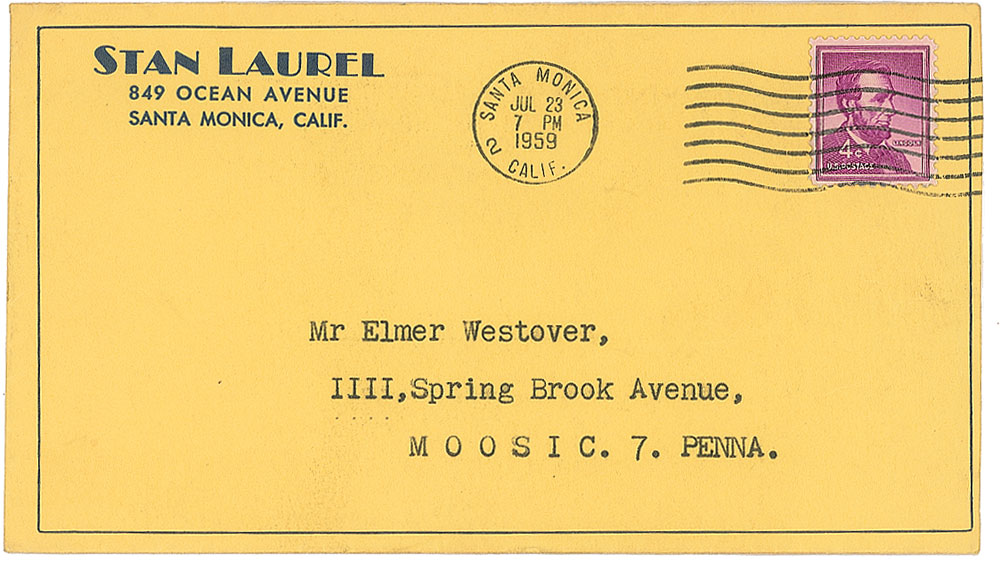 STAN LAUREL
849 OCEAN AVENUE
SANTA MONICA, CALIF.
SANTA MONICA
JUL 23
7 PM
1959
2 CALIF.
LINCOLN
4¢
U.S. POSTAGE
Mr Elmer Westover,
IIII,Spring Brook Avenue,
M O O S I C. 7. PENNA.